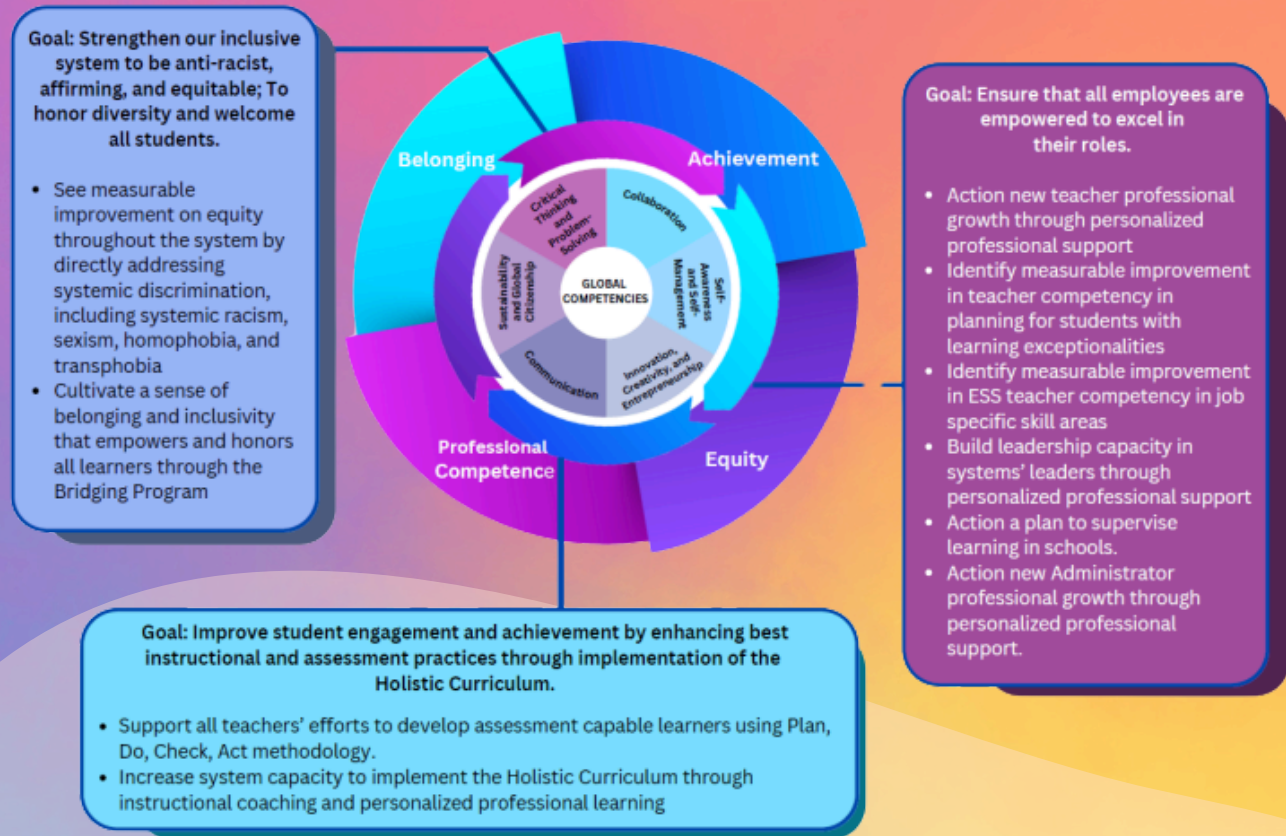 Goal: Strengthen our inclusive
system to be anti-racist,
affirming, and equitable; To
honor diversity and welcome
all students.
• See measurable
improvement on equity
throughout the system by
directly addressing
systemic discrimination,
including systemic racism,
sexism, homophobia, and
transphobia
• Cultivate a sense of
belonging and inclusivity
that empowers and honors
all learners through the
Bridging Program
Belonging
Achievement
Equity
Professional
Competence
Critical
Thinking
and
Problem-
Solving
Collaboration
Self-
Awareness
and Self-
Management
Innovation,
Creativity, and
Entrepreneurship
Communication
Sustainability
and Global
Citizenship
GLOBAL
COMPETENCIES
Goal: Ensure that all employees are
empowered to excel in
their roles.
• Action new teacher professional
growth through personalized
professional support
• Identify measurable improvement
in teacher competency in
planning for students with
learning exceptionalities
• Identify measurable improvement
in ESS teacher competency in job
specific skill areas
• Build leadership capacity in
systems' leaders through
personalized professional support
• Action a plan to supervise
learning in schools.
• Action new Administrator
professional growth through
personalized professional
support.
Goal: Improve student engagement and achievement by enhancing best
instructional and assessment practices through implementation of the
Holistic Curriculum.
• Support all teachers' efforts to develop assessment capable learners using Plan,
Do, Check, Act methodology.
• Increase system capacity to implement the Holistic Curriculum through
instructional coaching and personalized professional learning